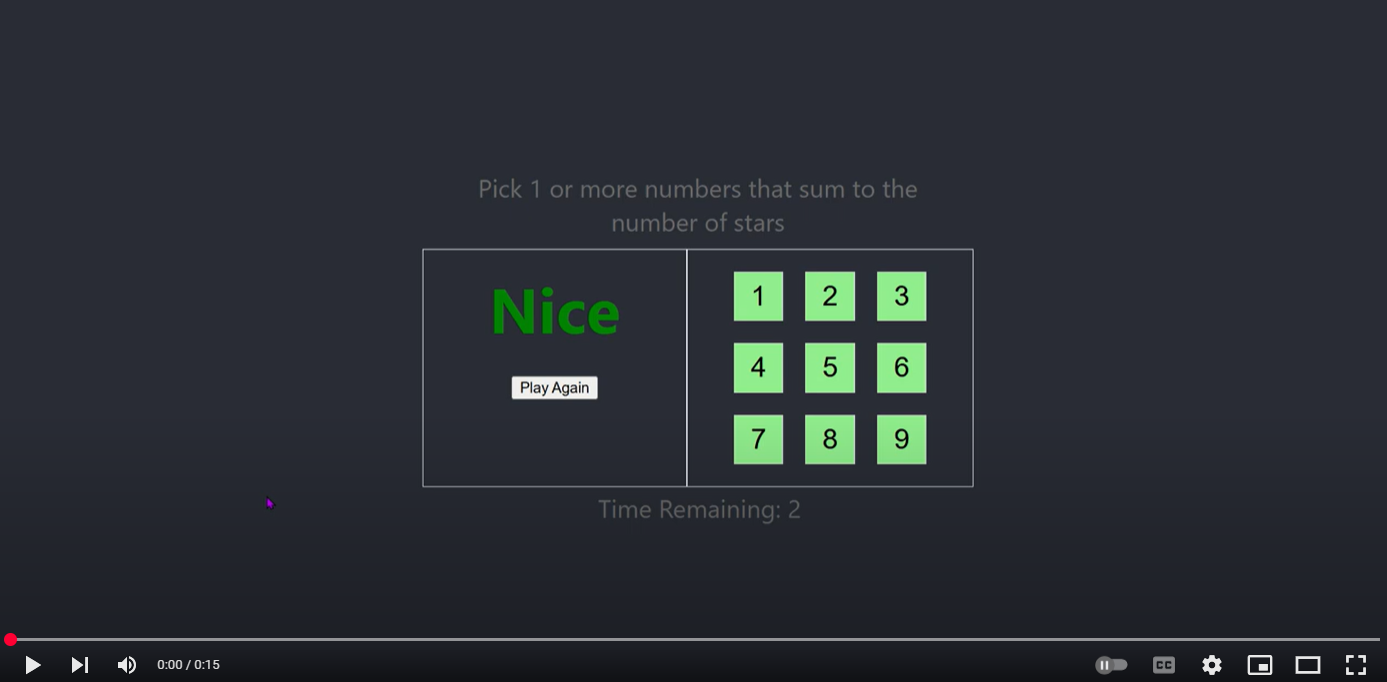 Pick 1 or more numbers that sum to the
number of stars
Nice
Play Again
1 2 3
4 5 6
7 8 9
Time Remaining: 2
0:00 / 0:15
CC